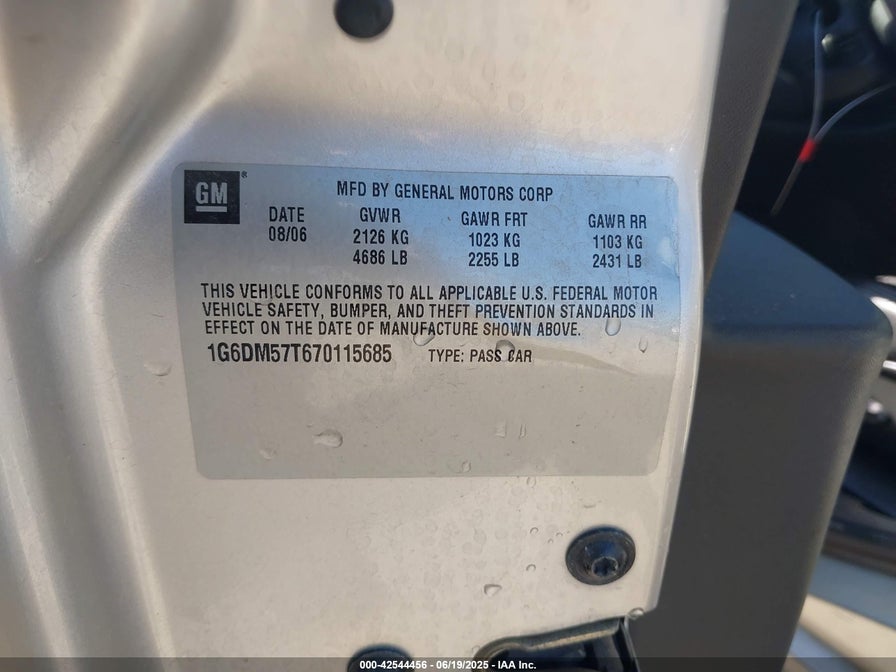 GM®
MFD BY GENERAL MOTORS CORP
DATE GVWR GAWR FRT GAWR RR
08/06 2126 KG 1023 KG 1103 KG
4686 LB 2255 LB 2431 LB
THIS VEHICLE CONFORMS TO ALL APPLICABLE U.S. FEDERAL MOTOR
VEHICLE SAFETY, BUMPER, AND THEFT PREVENTION STANDARDS IN
EFFECT ON THE DATE OF MANUFACTURE SHOWN ABOVE.
1G6DM57T670115685 TYPE: PASS CAR
000-42544456 - 06/19/2025 - IAA Inc.